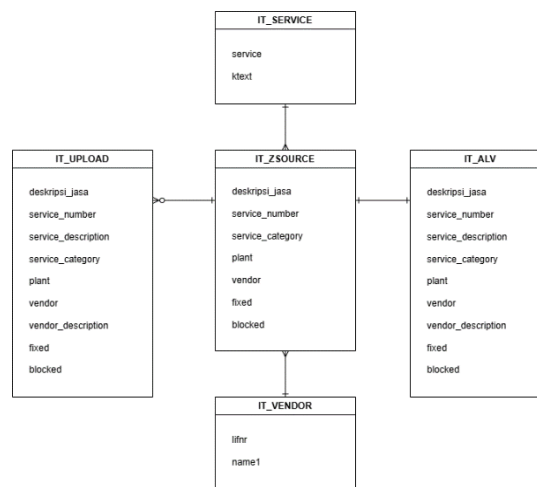 IT_SERVICE
service
ktext
IT_UPLOAD
deskripsi_jasa
service_number
service_description
service_category
plant
vendor
vendor_description
fixed
blocked
IT_ZSOURCE
deskripsi_jasa
service_number
service_category
plant
vendor
fixed
blocked
IT_ALV
deskripsi_jasa
service_number
service_description
service_category
plant
vendor
vendor_description
fixed
blocked
IT_VENDOR
lifnr
name1